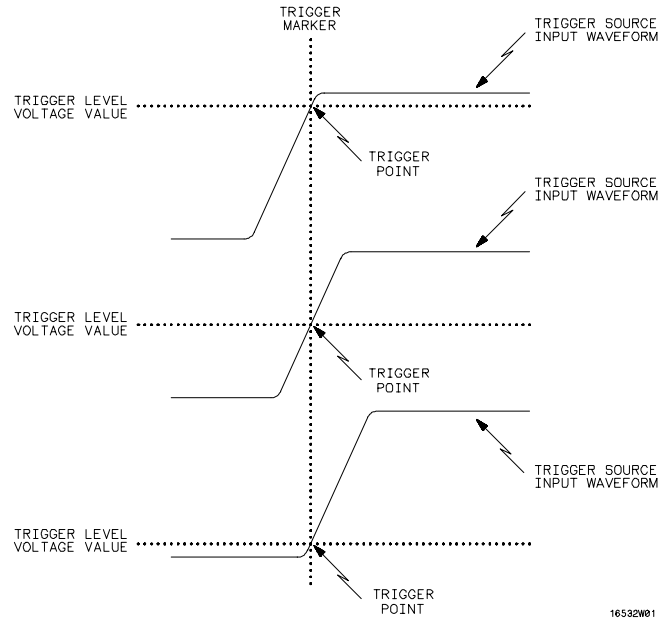 TRIGGER
MARKER
TRIGGER SOURCE
INPUT WAVEFORM
TRIGGER LEVEL
VOLTAGE VALUE
TRIGGER
POINT
TRIGGER SOURCE
INPUT WAVEFORM
TRIGGER LEVEL
VOLTAGE VALUE
TRIGGER
POINT
TRIGGER SOURCE
INPUT WAVEFORM
TRIGGER LEVEL
VOLTAGE VALUE
TRIGGER
POINT
16532W01